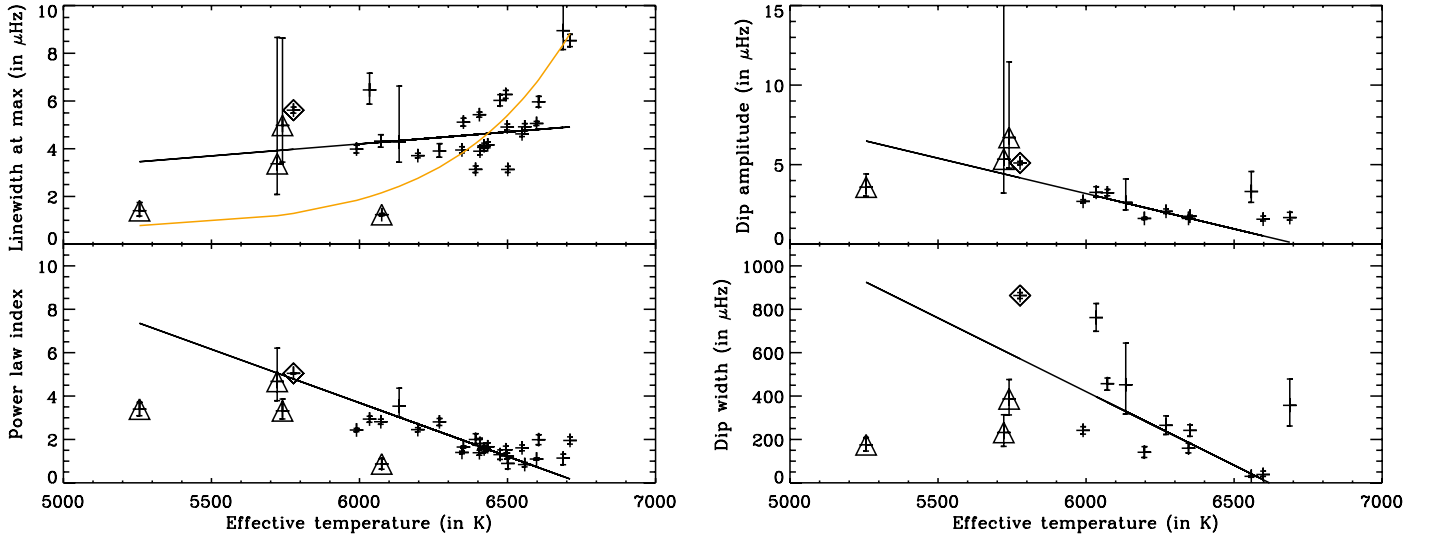 Linewidth at max (in μHz)
10
8
6
4
2
0
Power law index
10
8
6
4
2
0
5000 5500 6000 6500 7000
Effective temperature (in K)
Dip amplitude (in μHz)
15
10
5
0
Dip width (in μHz)
1000
800
600
400
200
0
5000 5500 6000 6500 7000
Effective temperature (in K)